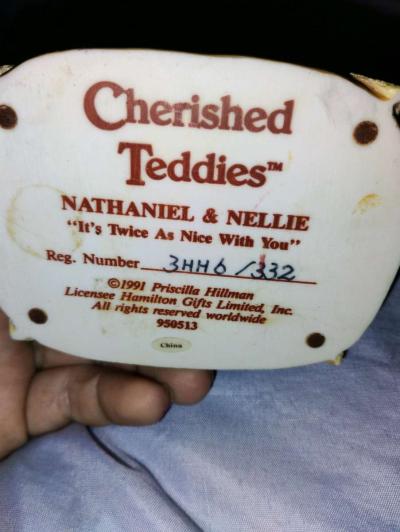 Cherished
Teddies™
NATHANIEL & NELLIE
"It's Twice As Nice With You"
Reg. Number 3HH6/332
©1991 Priscilla Hillman
Licensee Hamilton Gifts Limited, Inc.
All rights reserved worldwide
950513
China